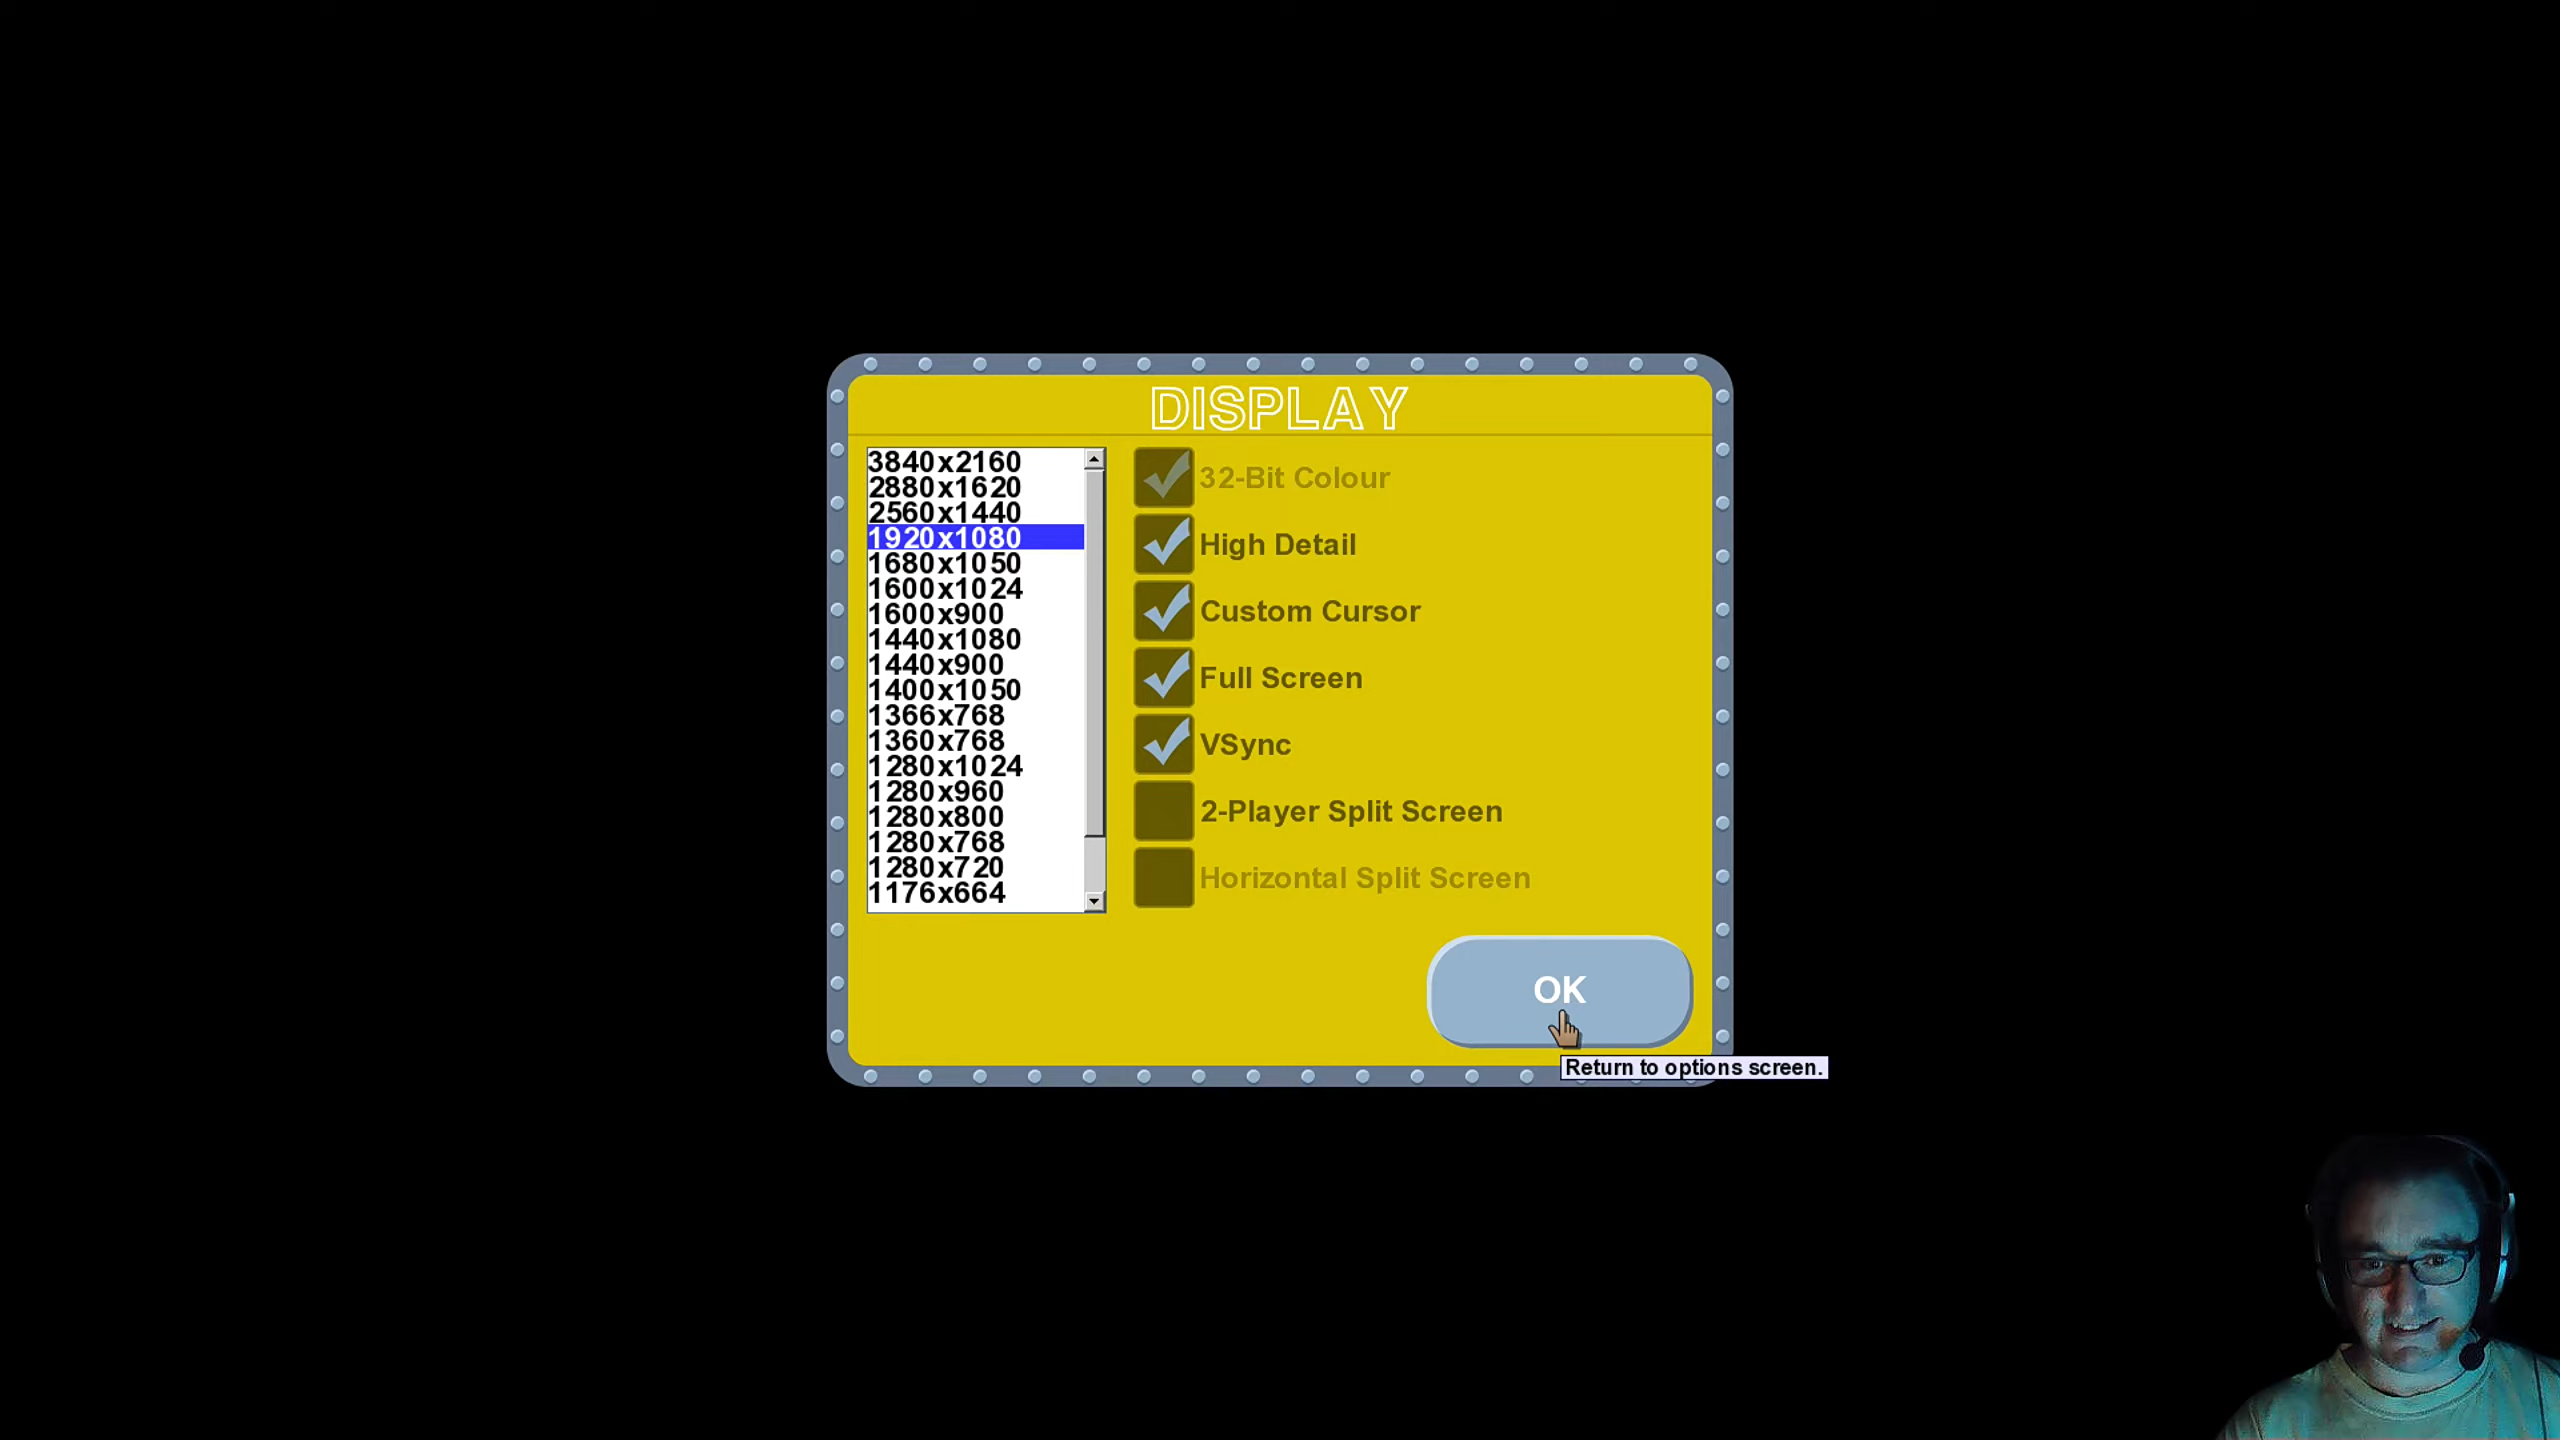 DISPLAY
3840x2160
2880x1620
2560x1440
1920x1080
1680x1050
1600x1024
1600x900
1440x1080
1440x900
1400x1050
1366x768
1360x768
1280x1024
1280x960
1280x800
1280x768
1280x720
1176x664
32-Bit Colour
High Detail
Custom Cursor
Full Screen
VSync
2-Player Split Screen
Horizontal Split Screen
OK
Return to options screen.